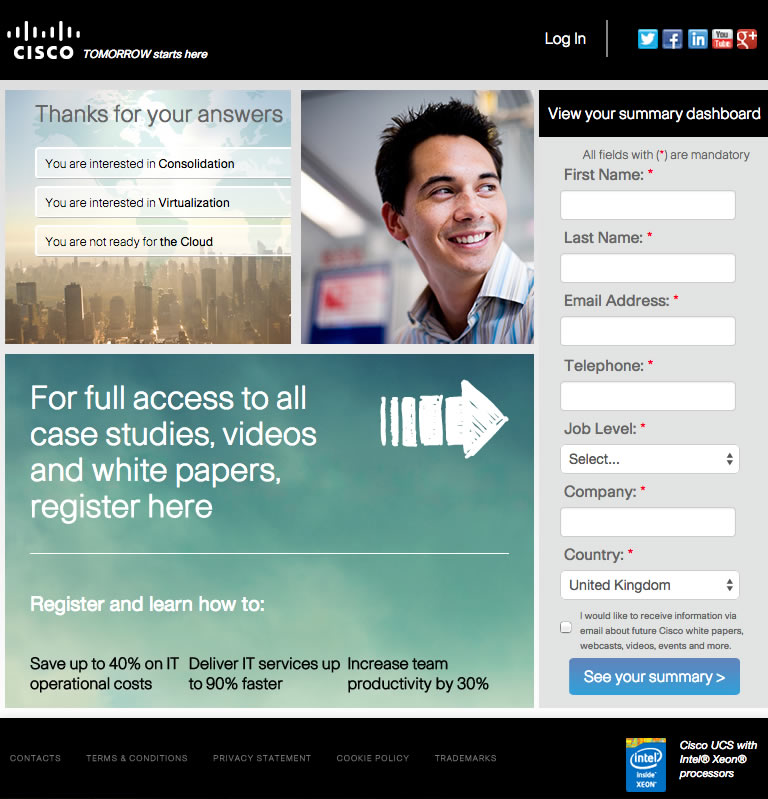 CISCO
TOMORROW starts here
Log In
You
Tube
Thanks for your answers
You are interested in Consolidation
You are interested in Virtualization
You are not ready for the Cloud
For full access to all
case studies, videos
and white papers,
register here
Register and learn how to:
Save up to 40% on IT
operational costs
Deliver IT services up
to 90% faster
Increase team
productivity by 30%
View your summary dashboard
All fields with (*) are mandatory
First Name: *
Last Name: *
Email Address: *
Telephone: *
Job Level: *
Select...
Company: *
Country: *
United Kingdom
I would like to receive information via
email about future Cisco white papers,
webcasts, videos, events and more.
See your summary >
CONTACTS
TERMS & CONDITIONS
PRIVACY STATEMENT
COOKIE POLICY
TRADEMARKS
intel
inside™
XEON®
Cisco UCS with
Intel® Xeon®
processors